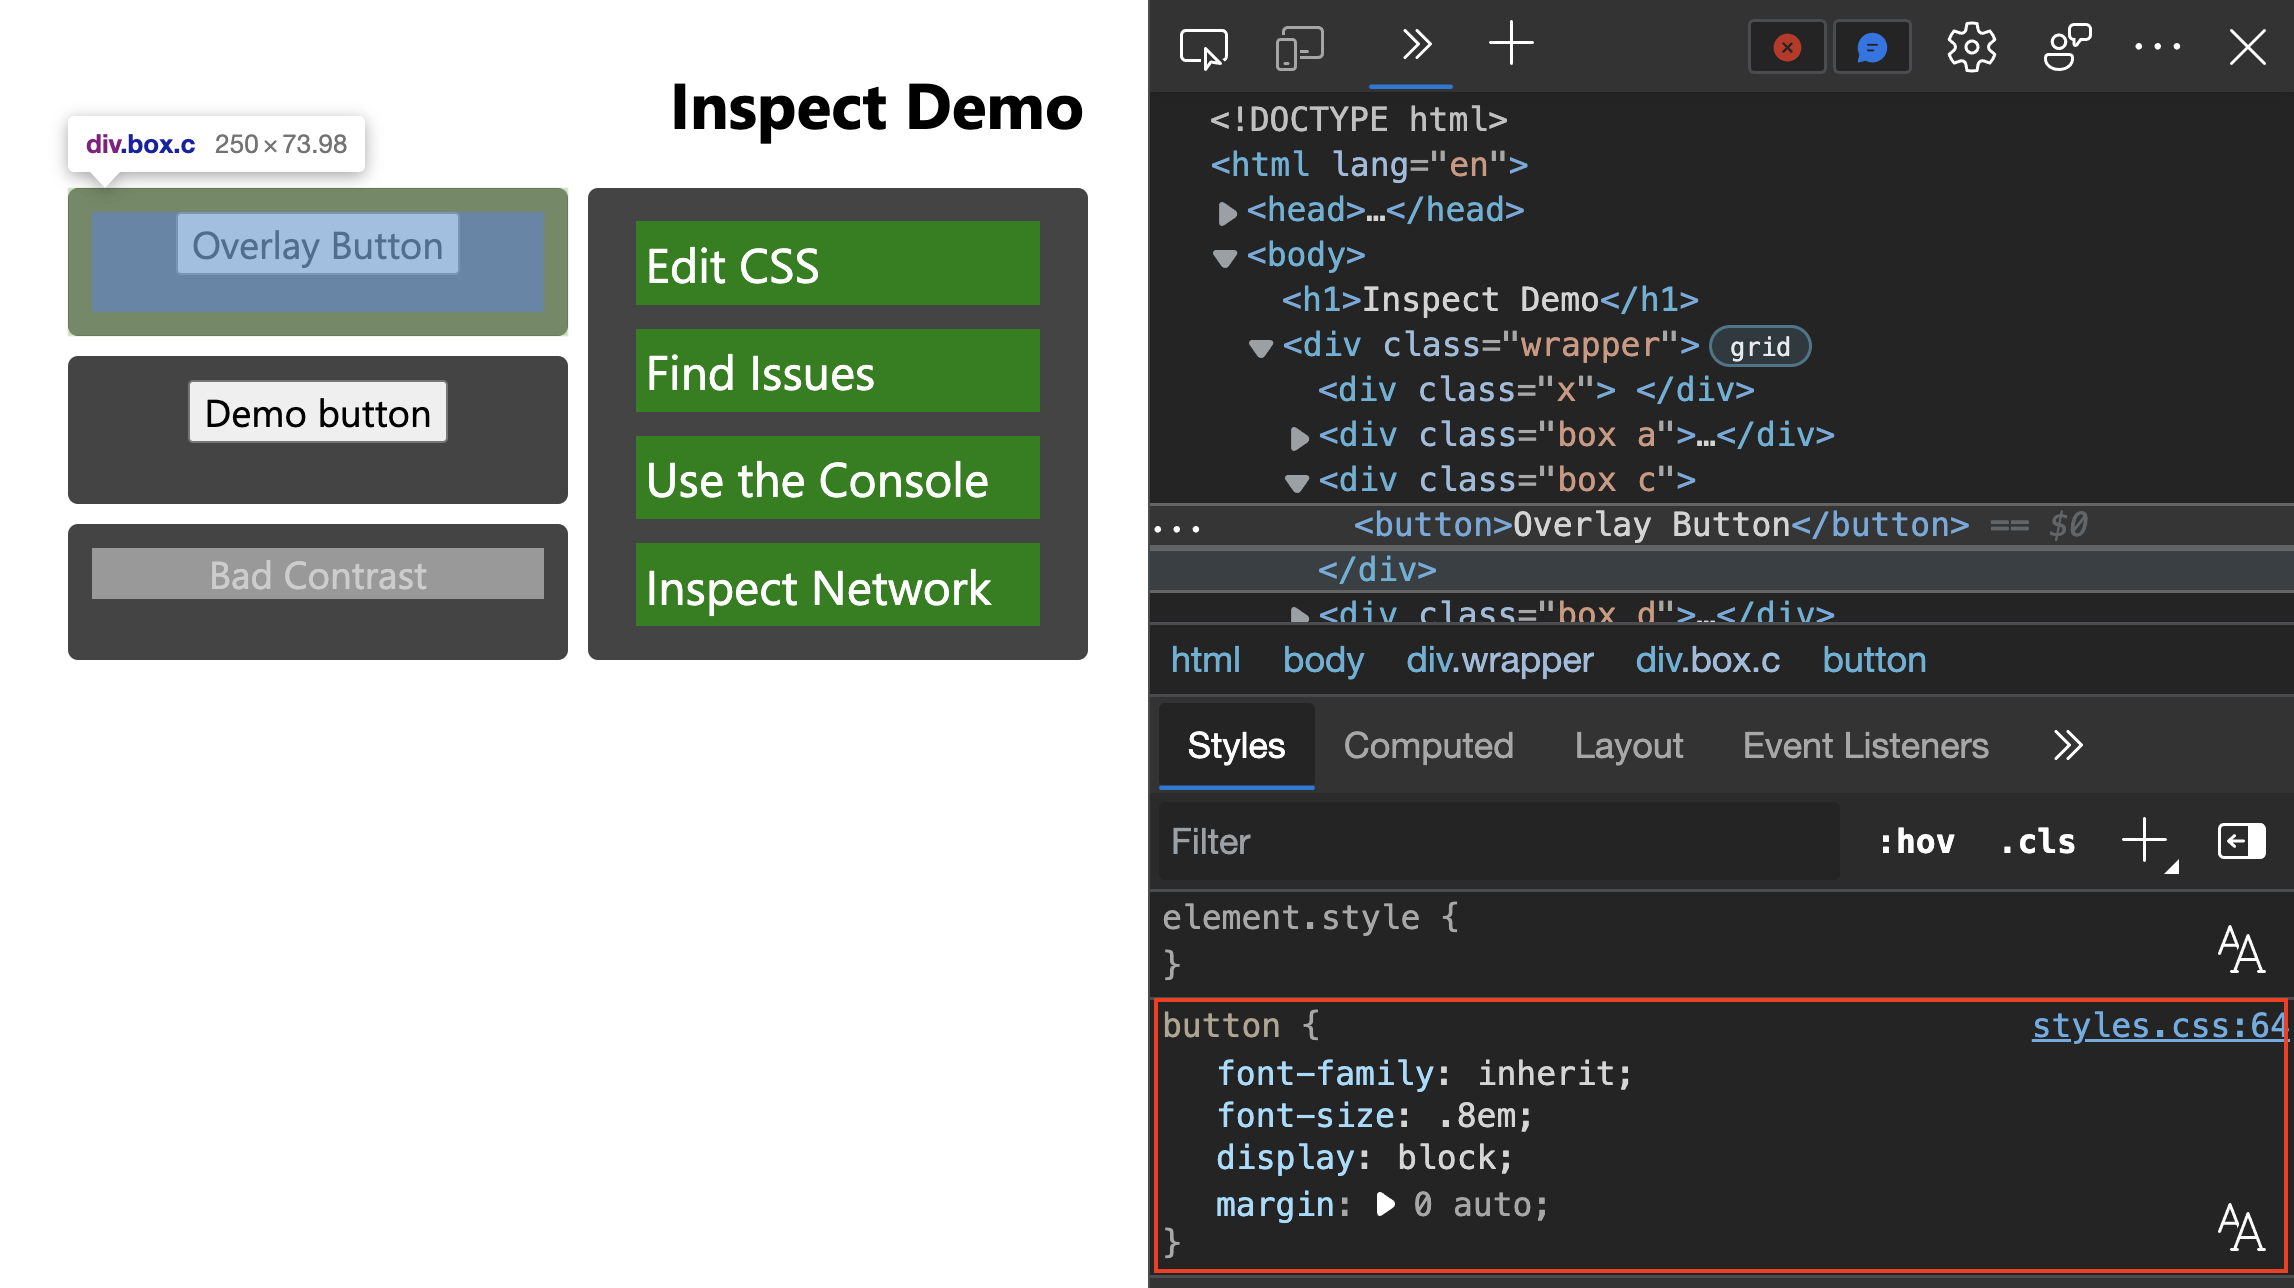 Inspect Demo
div.box.c 250×73.98
Overlay Button
Demo button
Bad Contrast
Edit CSS
Find Issues
Use the Console
Inspect Network
<!DOCTYPE html>
<html lang="en">
<head>…</head>
<body>
<h1>Inspect Demo</h1>
<div class="wrapper"> grid
<div class="x"> </div>
<div class="box a">…</div>
<div class="box c">
... <button>Overlay Button</button> == $0
</div>
<div class="box d">…</div>
html body div.wrapper div.box.c button
Styles Computed Layout Event Listeners
Filter :hov .cls
element.style {
}
button { styles.css:64
font-family: inherit;
font-size: .8em;
display: block;
margin: 0 auto;
}